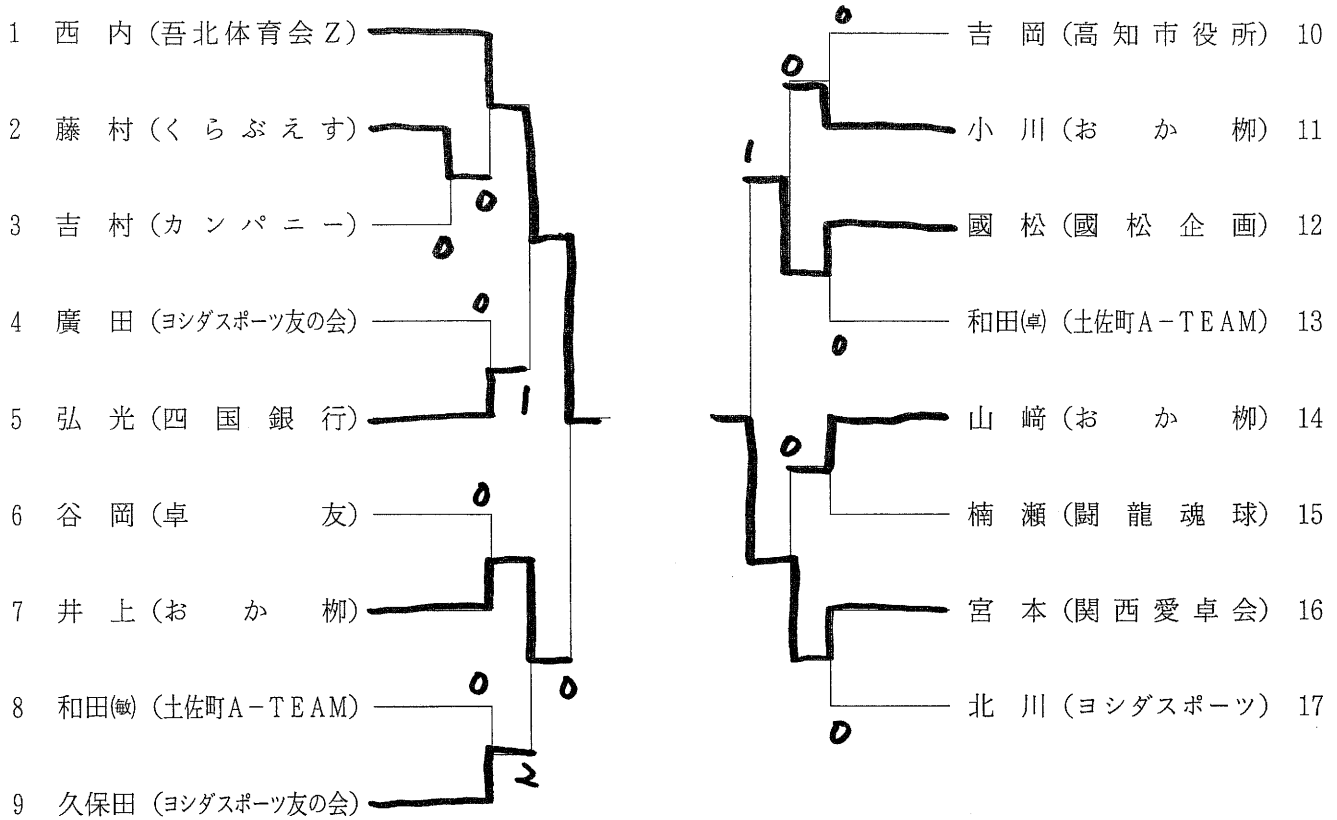 1 西内 (吾北体育会Z)
2 藤村 (くらぶえす)
3 吉村 (カンパニー)
4 廣田 (ヨシダスポーツ友の会)
5 弘光 (四国銀行)
6 谷岡 (卓友)
7 井上 (おか栁)
8 和田(敏) (土佐町A-TEAM)
9 久保田 (ヨシダスポーツ友の会)
0
0
0
1
0
0
2
0
吉岡 (高知市役所) 10
小川 (おか栁) 11
國松 (國松企画) 12
和田(卓) (土佐町A-TEAM) 13
山﨑 (おか栁) 14
楠瀬 (闘龍魂球) 15
宮本 (関西愛卓会) 16
北川 (ヨシダスポーツ) 17
0
0
1
0
0
0